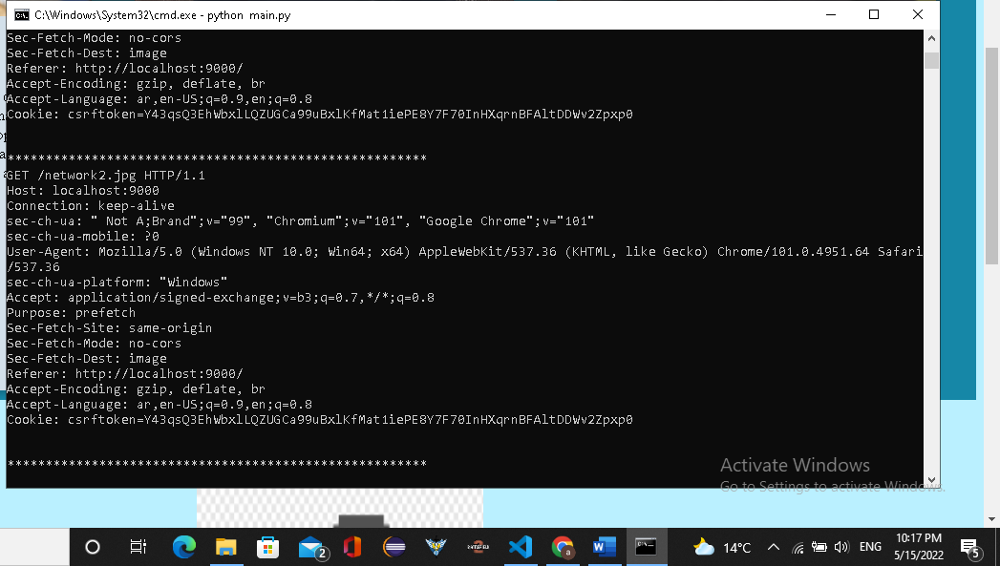 C:\Windows\System32\cmd.exe - python main.py
Sec-Fetch-Mode: no-cors
Sec-Fetch-Dest: image
Referer: http://localhost:9000/
Accept-Encoding: gzip, deflate, br
Accept-Language: ar,en-US;q=0.9,en;q=0.8
Cookie: csrftoken=Y43qsQ3EhWbxlLQZUGCa99uBxlKfMat1iePE8Y7F70InHXqrnBFAltDDWv2Zpxp0
*******************************************************
GET /network2.jpg HTTP/1.1
Host: localhost:9000
Connection: keep-alive
sec-ch-ua: " Not A;Brand";v="99", "Chromium";v="101", "Google Chrome";v="101"
sec-ch-ua-mobile: ?0
User-Agent: Mozilla/5.0 (Windows NT 10.0; Win64; x64) AppleWebKit/537.36 (KHTML, like Gecko) Chrome/101.0.4951.64 Safari
/537.36
sec-ch-ua-platform: "Windows"
Accept: application/signed-exchange;v=b3;q=0.7,*/*;q=0.8
Purpose: prefetch
Sec-Fetch-Site: same-origin
Sec-Fetch-Mode: no-cors
Sec-Fetch-Dest: image
Referer: http://localhost:9000/
Accept-Encoding: gzip, deflate, br
Accept-Language: ar,en-US;q=0.9,en;q=0.8
Cookie: csrftoken=Y43qsQ3EhWbxlLQZUGCa99uBxlKfMat1iePE8Y7F70InHXqrnBFAltDDWv2Zpxp0
*******************************************************
Activate Windows
Go to Settings to activate Windows.
2
14°C
ENG
10:17 PM
5/15/2022
5